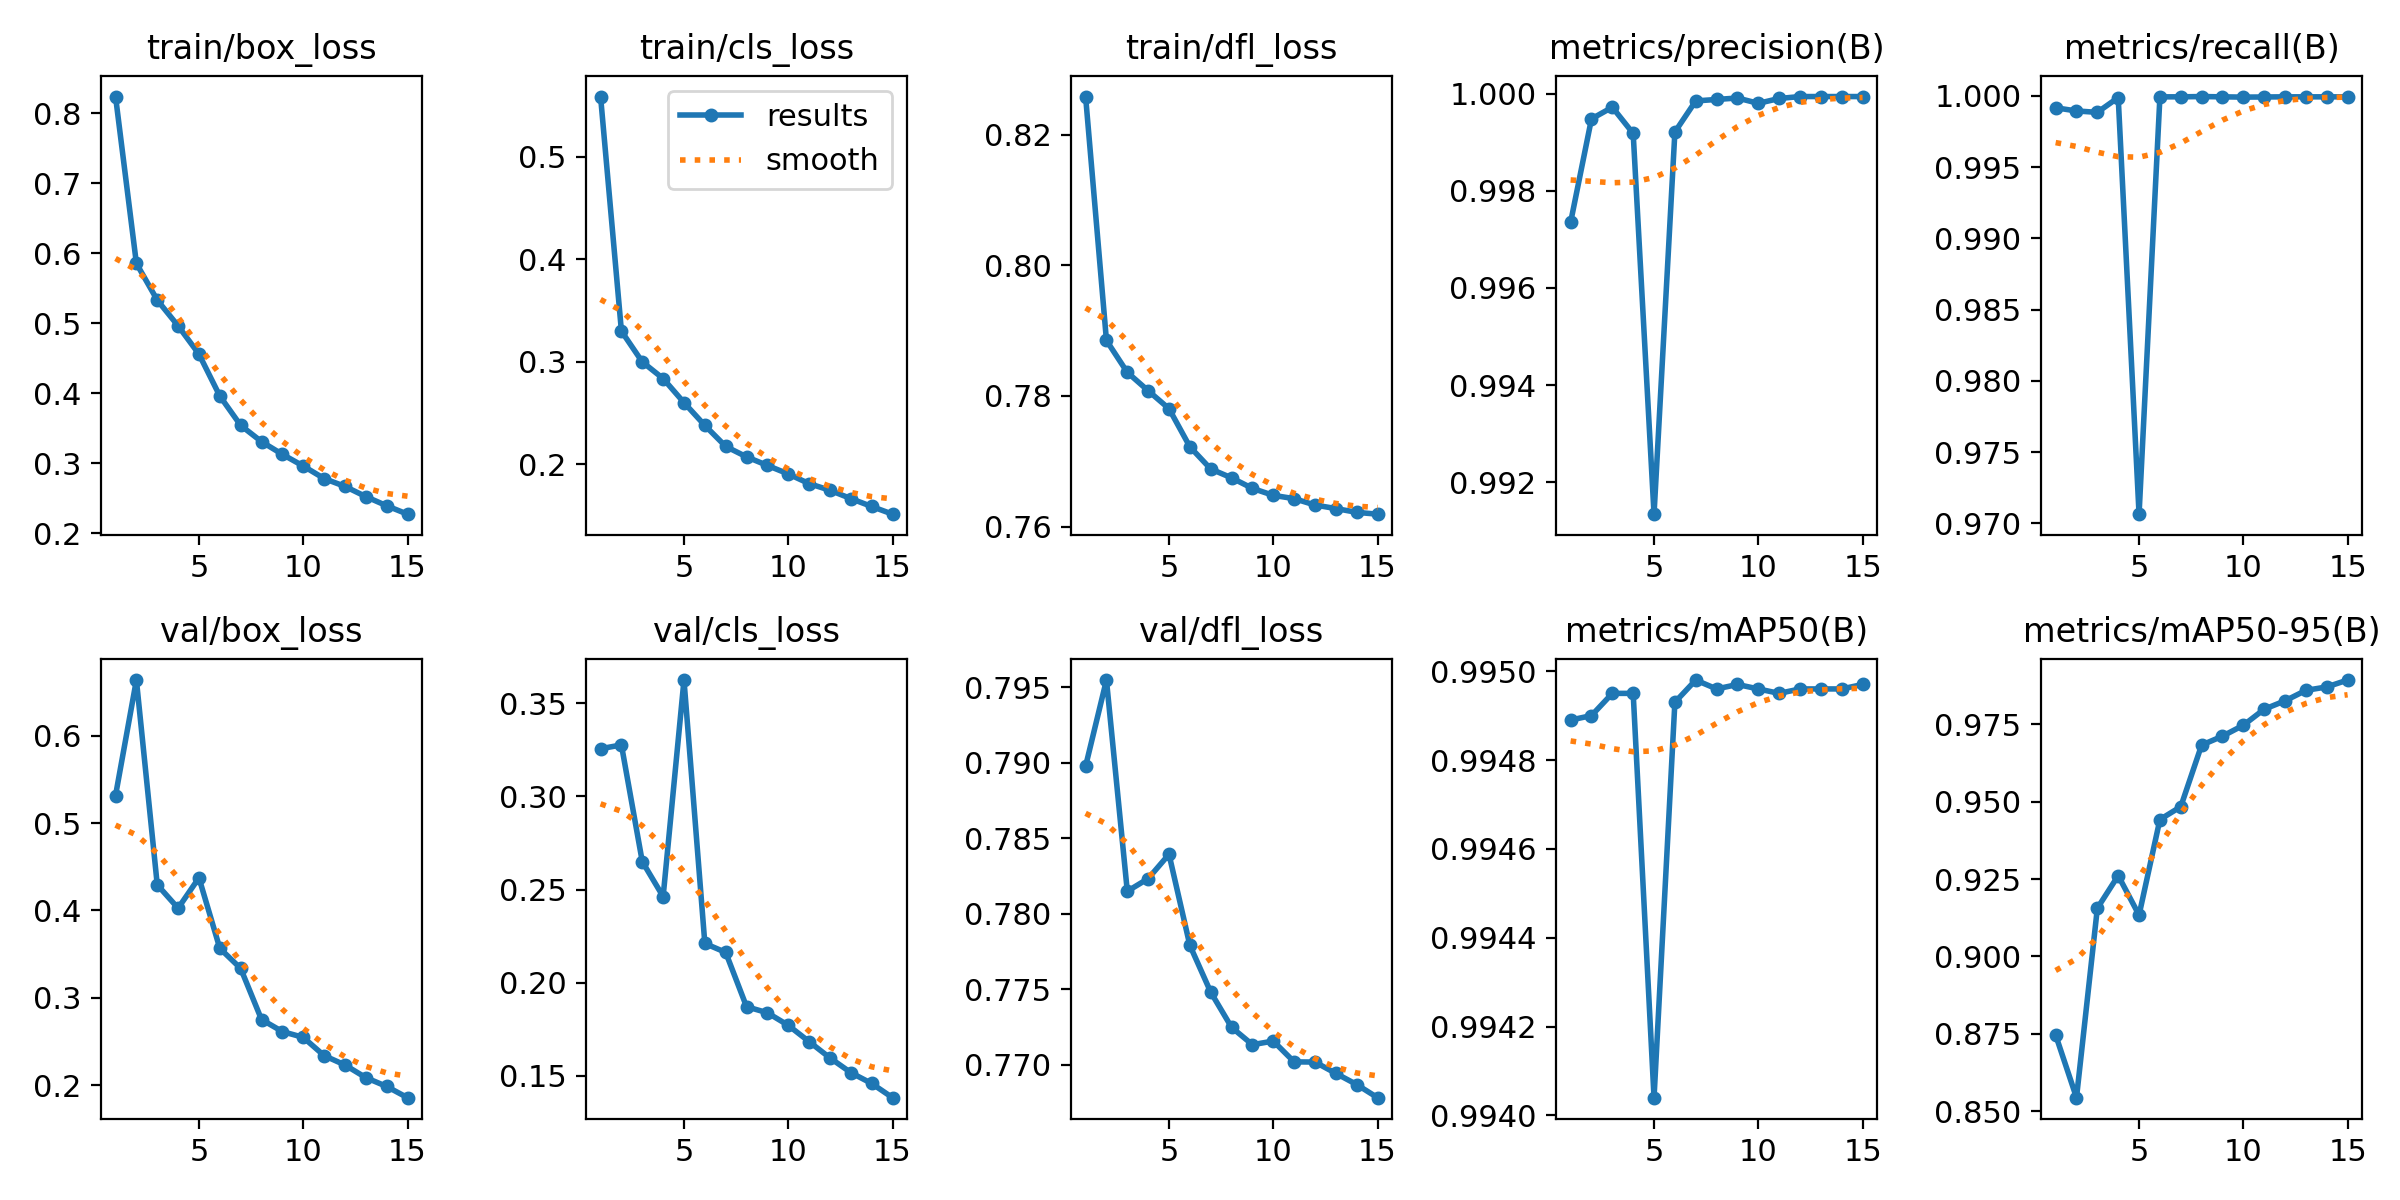 train/box_loss
0.8
0.7
0.6
0.5
0.4
0.3
0.2
5 10 15
train/cls_loss
results
smooth
0.5
0.4
0.3
0.2
5 10 15
train/dfl_loss
0.82
0.80
0.78
0.76
5 10 15
metrics/precision(B)
1.000
0.998
0.996
0.994
0.992
5 10 15
metrics/recall(B)
1.000
0.995
0.990
0.985
0.980
0.975
0.970
5 10 15
val/box_loss
0.6
0.5
0.4
0.3
0.2
5 10 15
val/cls_loss
0.35
0.30
0.25
0.20
0.15
5 10 15
val/dfl_loss
0.795
0.790
0.785
0.780
0.775
0.770
5 10 15
metrics/mAP50(B)
0.9950
0.9948
0.9946
0.9944
0.9942
0.9940
5 10 15
metrics/mAP50-95(B)
0.975
0.950
0.925
0.900
0.875
0.850
5 10 15